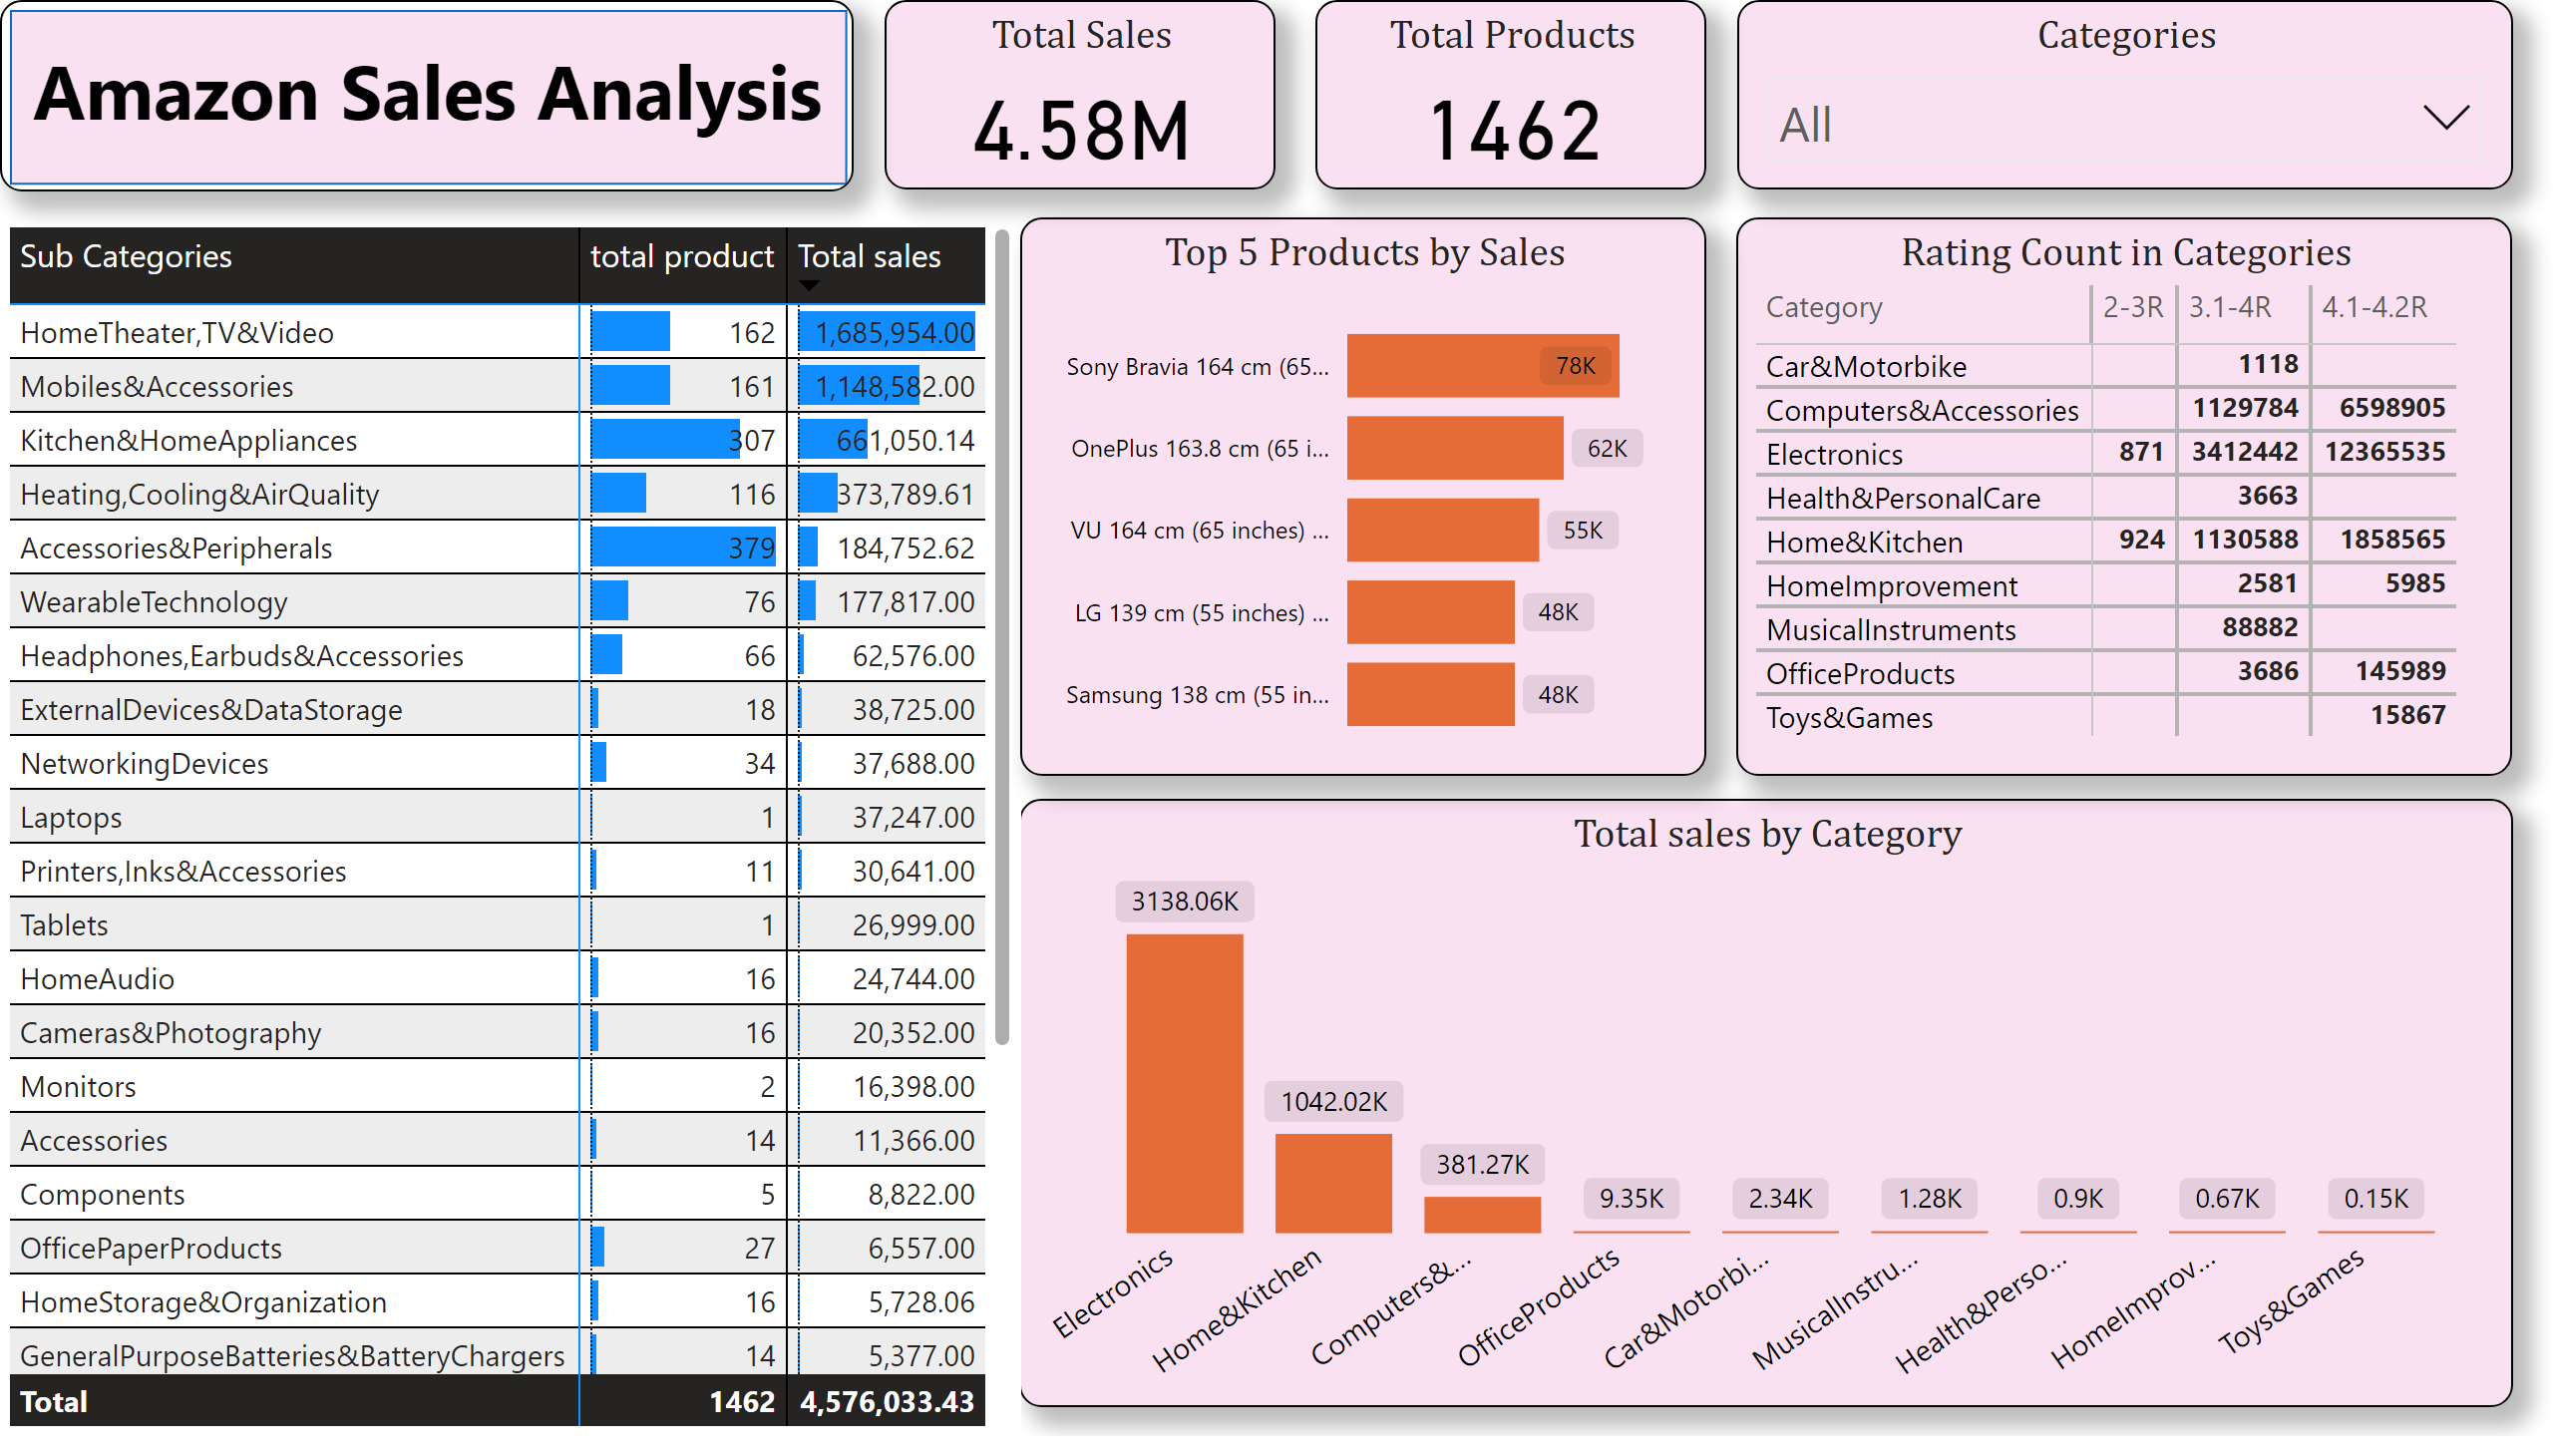 Amazon Sales Analysis
Total Sales
4.58M
Total Products
1462
Categories
All
Sub Categories total product Total sales
HomeTheater,TV&Video 162 1,685,954.00
Mobiles&Accessories 161 1,148,582.00
Kitchen&HomeAppliances 307 661,050.14
Heating,Cooling&AirQuality 116 373,789.61
Accessories&Peripherals 379 184,752.62
WearableTechnology 76 177,817.00
Headphones,Earbuds&Accessories 66 62,576.00
ExternalDevices&DataStorage 18 38,725.00
NetworkingDevices 34 37,688.00
Laptops 1 37,247.00
Printers,Inks&Accessories 11 30,641.00
Tablets 1 26,999.00
HomeAudio 16 24,744.00
Cameras&Photography 16 20,352.00
Monitors 2 16,398.00
Accessories 14 11,366.00
Components 5 8,822.00
OfficePaperProducts 27 6,557.00
HomeStorage&Organization 16 5,728.06
GeneralPurposeBatteries&BatteryChargers 14 5,377.00
Total 1462 4,576,033.43
Top 5 Products by Sales
Sony Bravia 164 cm (65... 78K
OnePlus 163.8 cm (65 i... 62K
VU 164 cm (65 inches) ... 55K
LG 139 cm (55 inches) ... 48K
Samsung 138 cm (55 in... 48K
Rating Count in Categories
Category 2-3R 3.1-4R 4.1-4.2R
Car&Motorbike 1118
Computers&Accessories 1129784 6598905
Electronics 871 3412442 12365535
Health&PersonalCare 3663
Home&Kitchen 924 1130588 1858565
HomeImprovement 2581 5985
MusicalInstruments 88882
OfficeProducts 3686 145989
Toys&Games 15867
Total sales by Category
3138.06K 1042.02K 381.27K 9.35K 2.34K 1.28K 0.9K 0.67K 0.15K
Electronics Home&Kitchen Computers&... OfficeProducts Car&Motorbi... MusicalInstru... Health&Perso... HomeImprov... Toys&Games